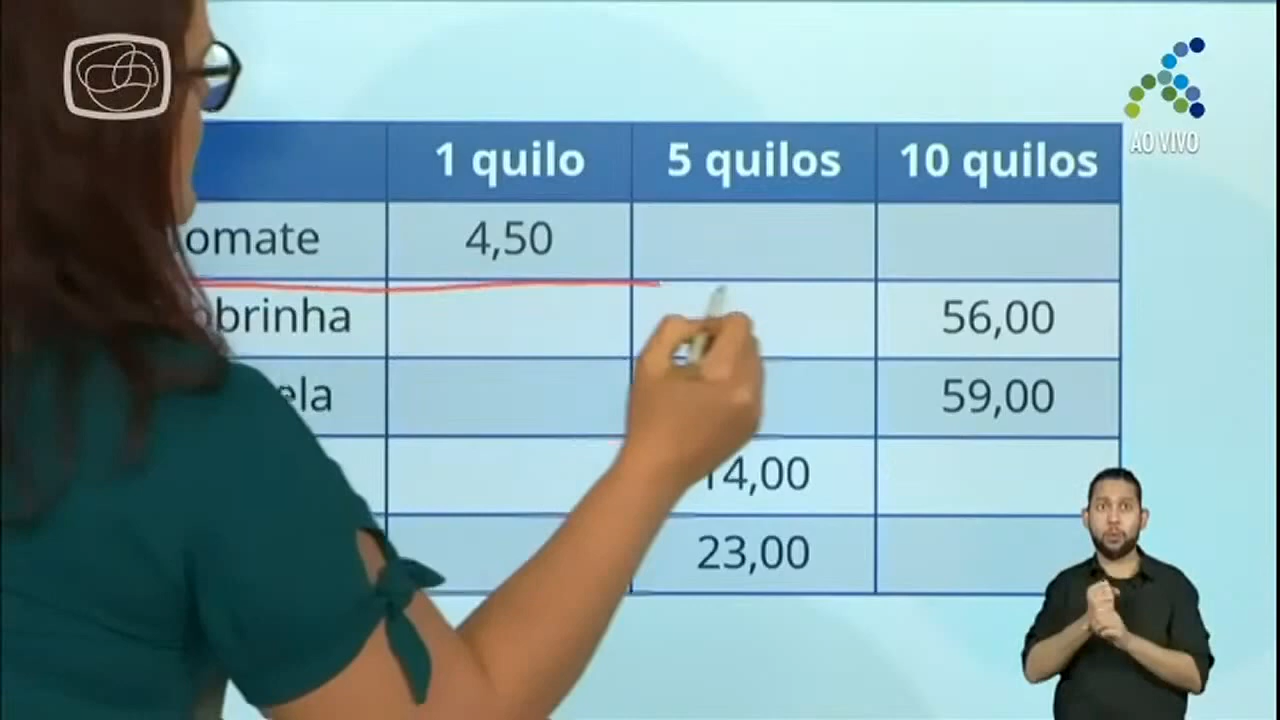 AO VIVO
1 quilo 5 quilos 10 quilos
omate 4,50
obrinha 56,00
ela 59,00
14,00
23,00